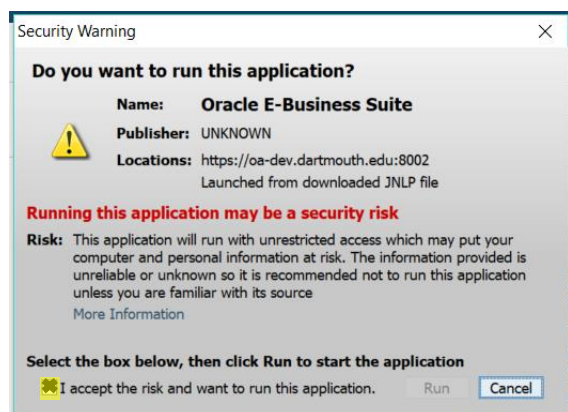 Security Warning
Do you want to run this application?
Name: Oracle E-Business Suite
Publisher: UNKNOWN
Locations: https://oa-dev.dartmouth.edu:8002
Launched from downloaded JNLP file
Running this application may be a security risk
Risk: This application will run with unrestricted access which may put your
computer and personal information at risk. The information provided is
unreliable or unknown so it is recommended not to run this application
unless you are familiar with its source
More Information
Select the box below, then click Run to start the application
I accept the risk and want to run this application. Run Cancel